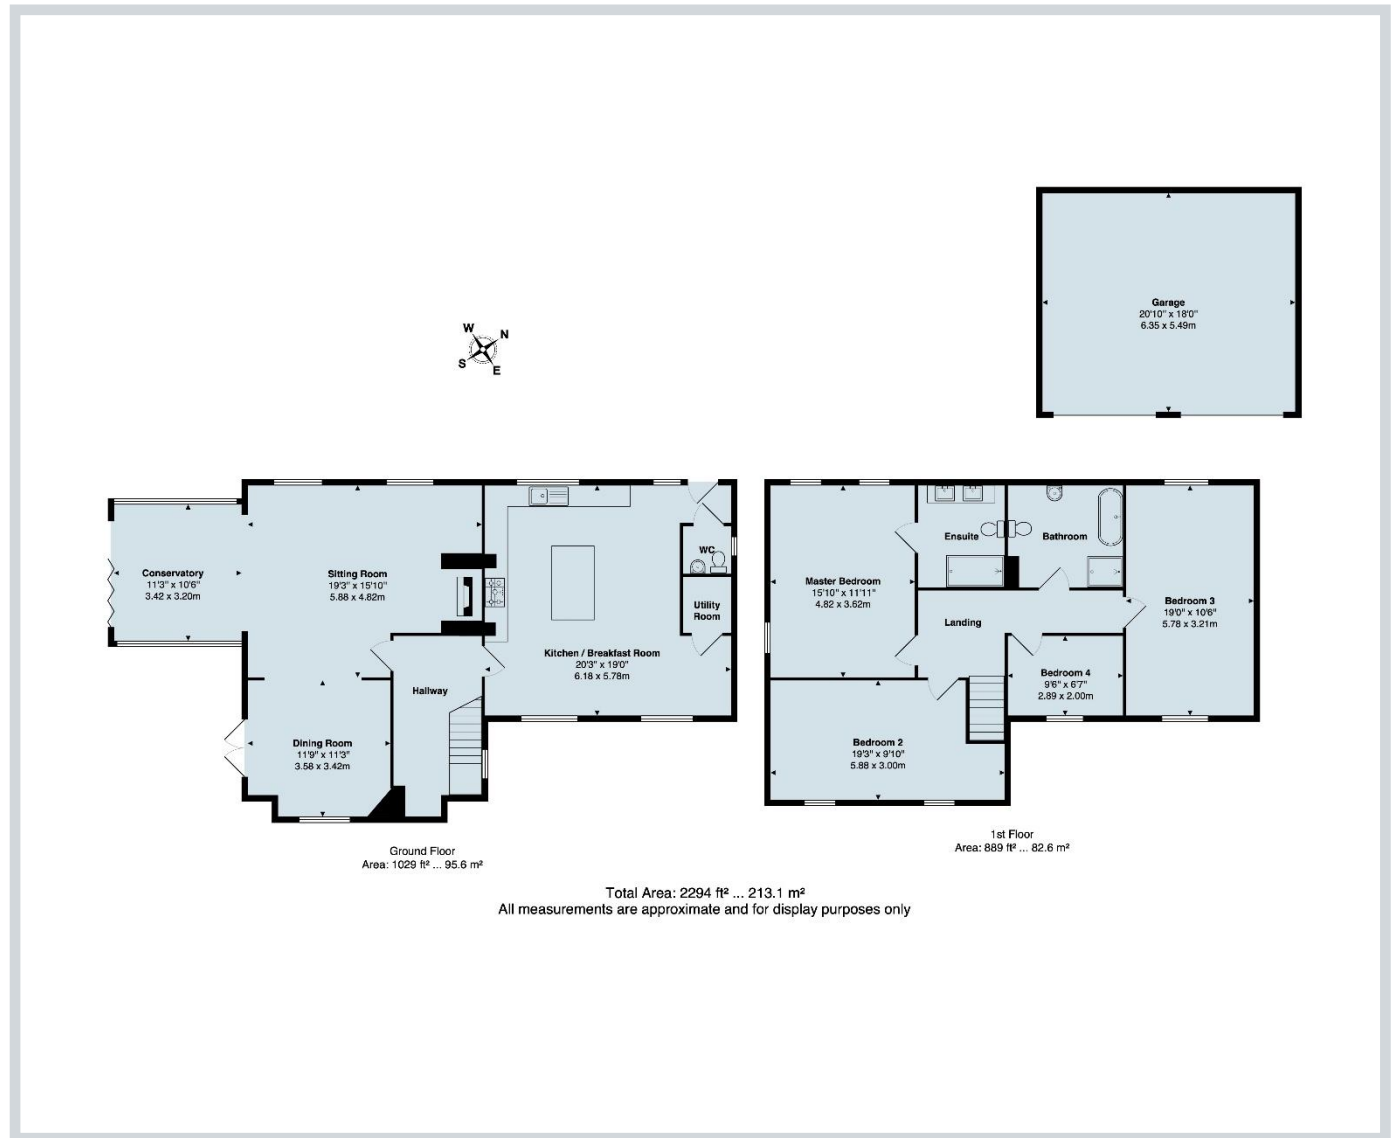 Garage
20'10" x 18'0"
6.35 x 5.49m
W
N
S
E
Conservatory
11'3" x 10'6"
3.42 x 3.20m
Sitting Room
19'3" x 15'10"
5.88 x 4.82m
WC
Utility
Room
Kitchen / Breakfast Room
20'3" x 19'0"
6.18 x 5.78m
Hallway
Dining Room
11'9" x 11'3"
3.58 x 3.42m
Ground Floor
Area: 1029 ft² ... 95.6 m²
Master Bedroom
15'10" x 11'11"
4.82 x 3.62m
Ensuite
Bathroom
Landing
Bedroom 3
19'0" x 10'6"
5.78 x 3.21m
Bedroom 4
9'6" x 6'7"
2.89 x 2.00m
Bedroom 2
19'3" x 9'10"
5.88 x 3.00m
1st Floor
Area: 889 ft² ... 82.6 m²
Total Area: 2294 ft² ... 213.1 m²
All measurements are approximate and for display purposes only